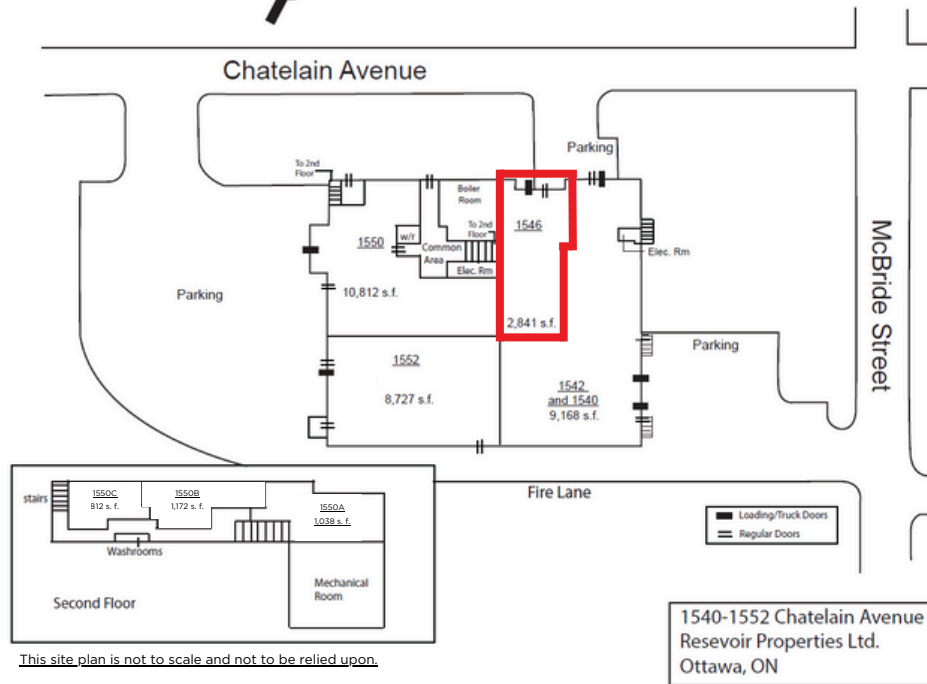 Chatelain Avenue
Parking
To 2nd
Floor
Boiler
Room
1546
To 2nd
Floor
w/r
1550
Common
Area
Elec. Rm
Elec. Rm
McBride Street
Parking
10,812 s.f.
2,841 s.f.
Parking
1552
8,727 s.f.
1542
and 1540
9,168 s.f.
Fire Lane
stairs
1550C
812 s. f.
1550B
1,172 s. f.
1550A
1,038 s. f.
Washrooms
Mechanical
Room
Second Floor
Loading/Truck Doors
Regular Doors
1540-1552 Chatelain Avenue
Resevoir Properties Ltd.
Ottawa, ON
This site plan is not to scale and not to be relied upon.